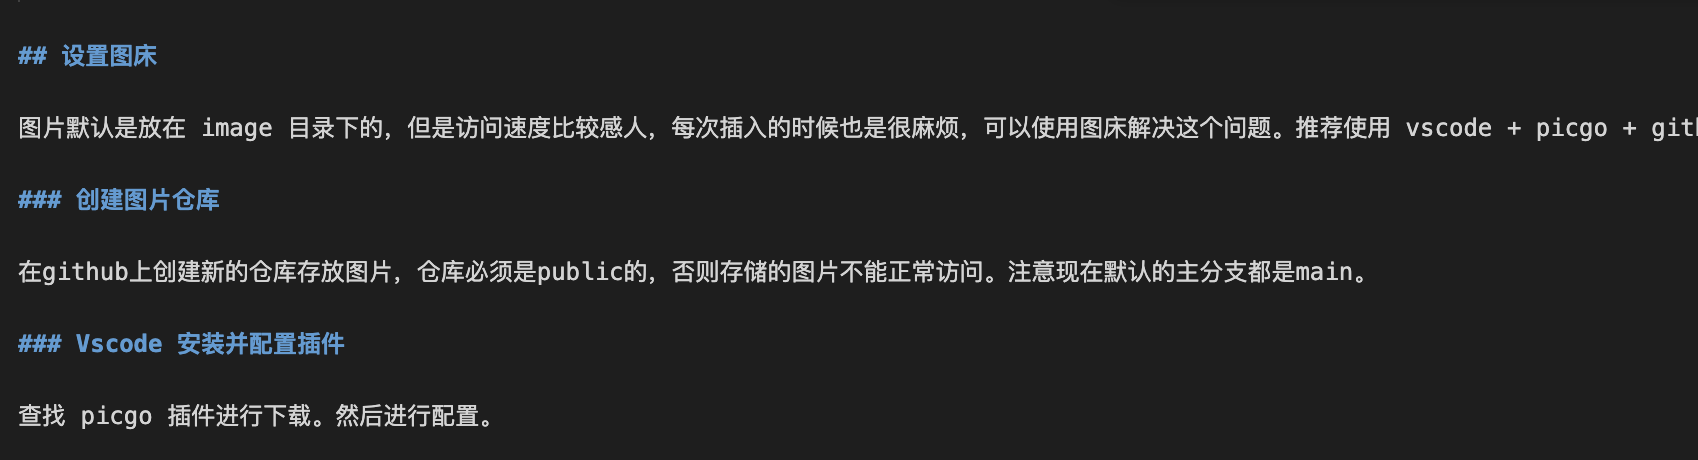 ## 设置图床
图片默认是放在 image 目录下的，但是访问速度比较感人，每次插入的时候也是很麻烦，可以使用图床解决这个问题。推荐使用 vscode + picgo +
### 创建图片仓库
在github上创建新的仓库存放图片，仓库必须是public的，否则存储的图片不能正常访问。注意现在默认的主分支都是main。
### Vscode 安装并配置插件
查找 picgo 插件进行下载。然后进行配置。